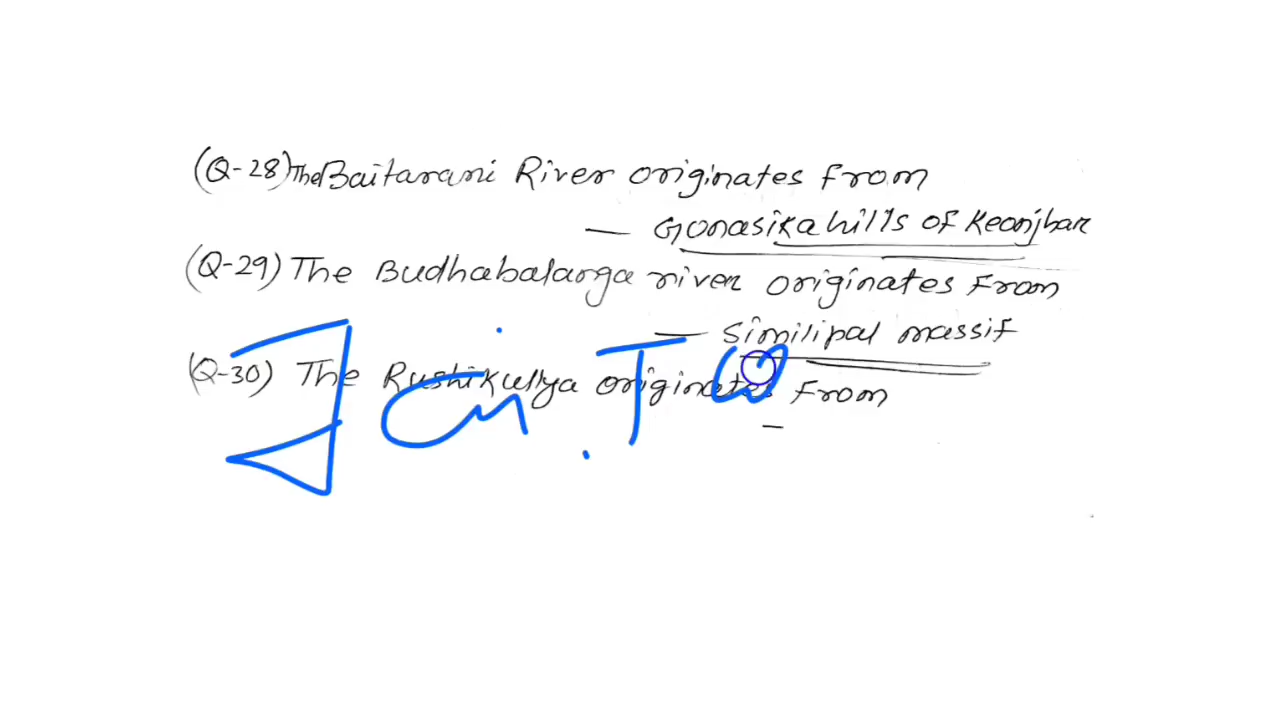 (Q-28) The Baitarani River originates from
— Gonasika hills of Keonjhar
(Q-29) The Budhabalanga river originates from
— Similipal massif
(Q-30) The Rushikulya originates from
—